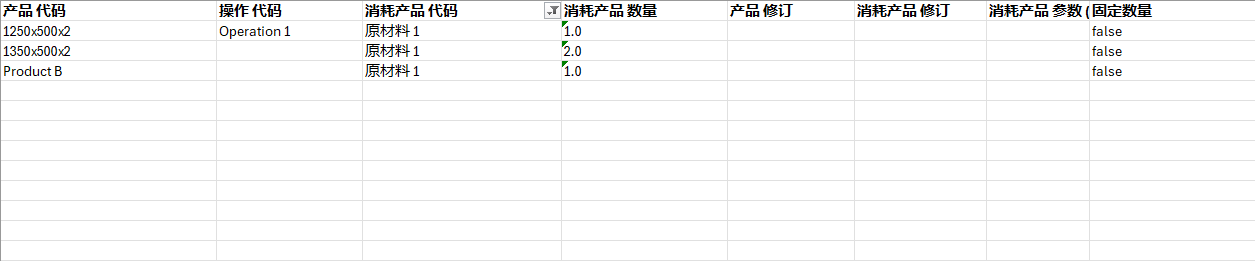 产品 代码 操作 代码 消耗产品 代码 消耗产品 数量 产品 修订 消耗产品 修订 消耗产品 参数 ( 固定数量
1250x500x2 Operation 1 原材料 1 1.0 false
1350x500x2 原材料 1 2.0 false
Product B 原材料 1 1.0 false